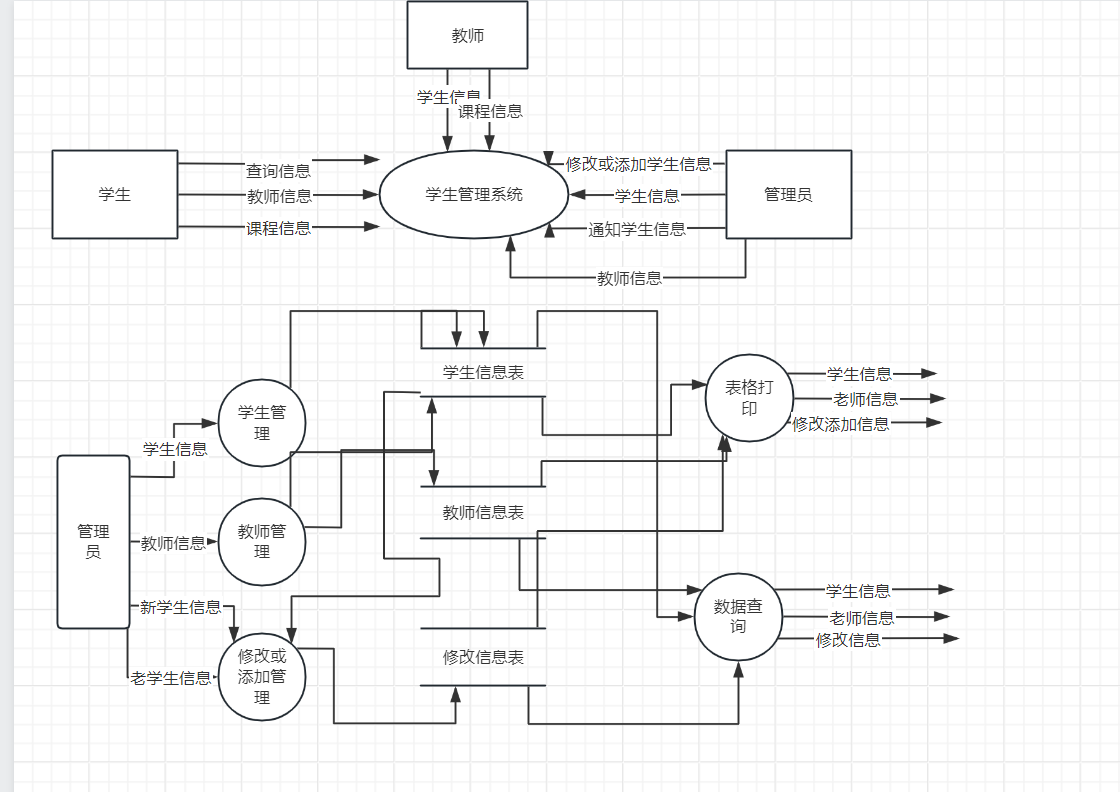 教师
学生信息
课程信息
查询信息
修改或添加学生信息
学生
教师信息
学生管理系统
学生信息
管理员
课程信息
通知学生信息
教师信息
学生信息表
学生信息
表格打
印
老师信息
修改添加信息
学生管
理
学生信息
教师信息表
管理
员
教师信息
教师管
理
新学生信息
数据查
询
学生信息
老师信息
修改信息
修改或
添加管
理
修改信息表
老学生信息